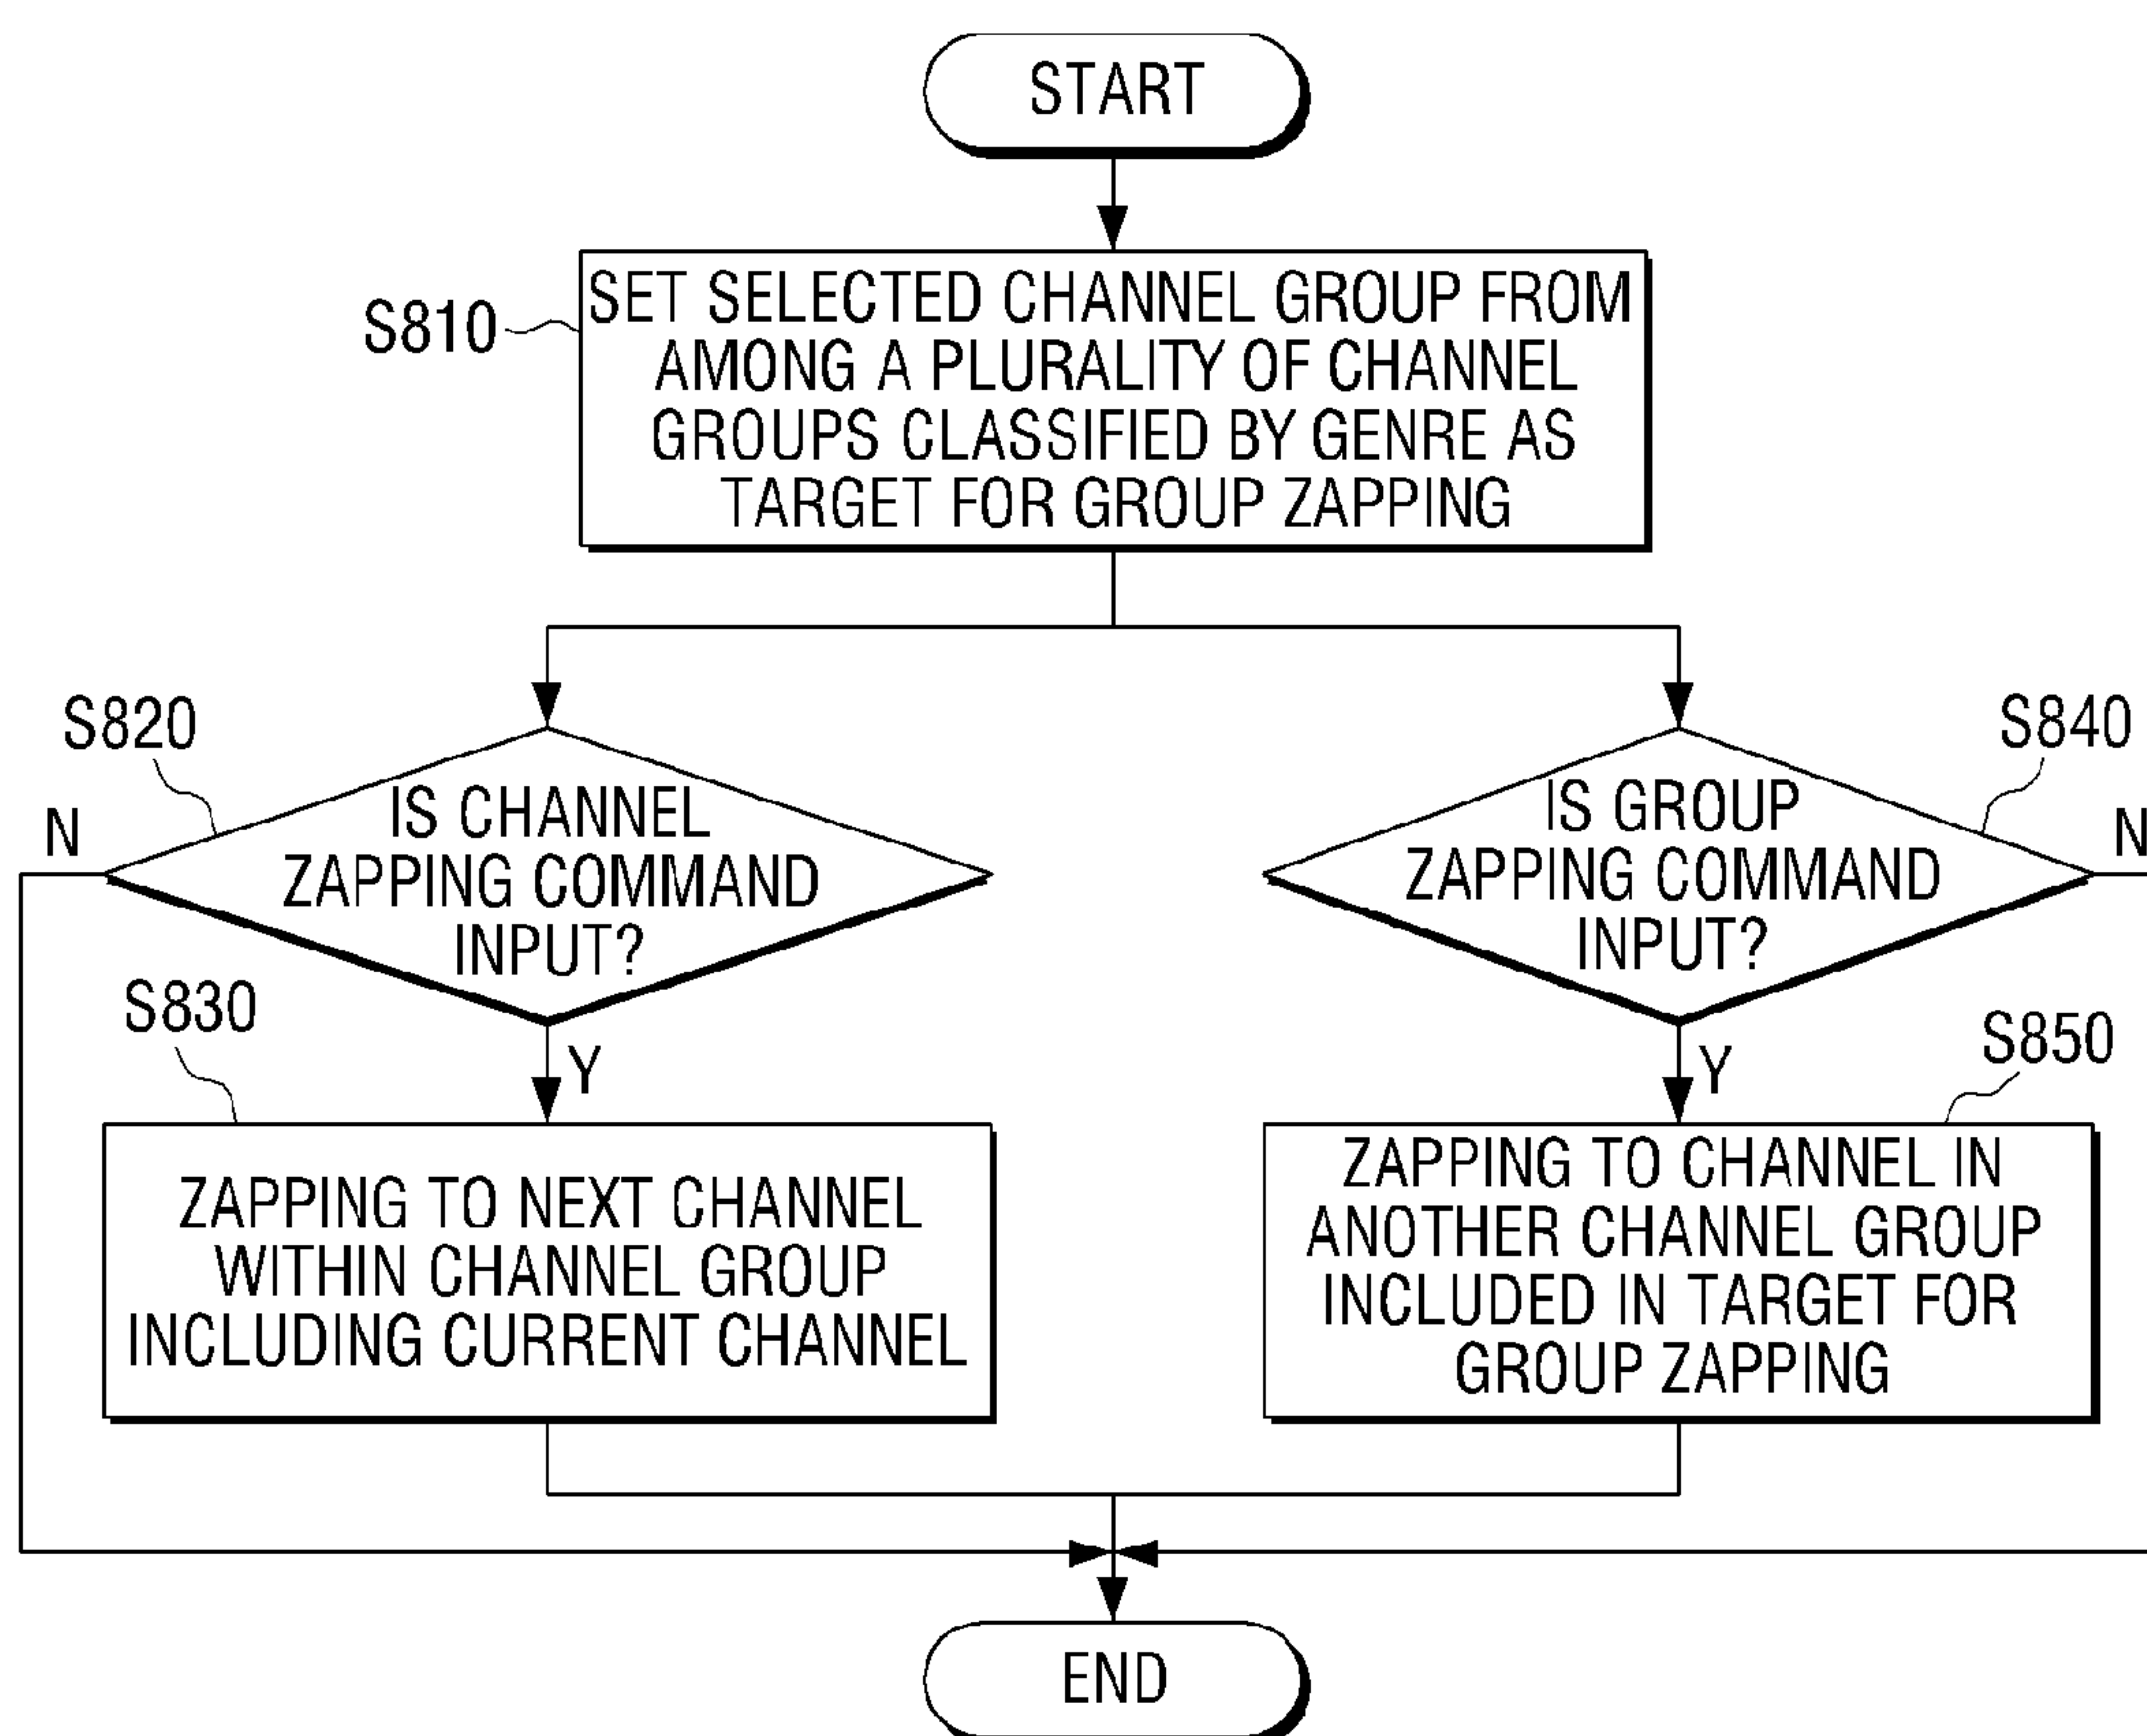 START
S810
SET SELECTED CHANNEL GROUP FROM
AMONG A PLURALITY OF CHANNEL
GROUPS CLASSIFIED BY GENRE AS
TARGET FOR GROUP ZAPPING
S820
N
IS CHANNEL
ZAPPING COMMAND
INPUT?
Y
S830
ZAPPING TO NEXT CHANNEL
WITHIN CHANNEL GROUP
INCLUDING CURRENT CHANNEL
S840
N
IS GROUP
ZAPPING COMMAND
INPUT?
Y
S850
ZAPPING TO CHANNEL IN
ANOTHER CHANNEL GROUP
INCLUDED IN TARGET FOR
GROUP ZAPPING
END